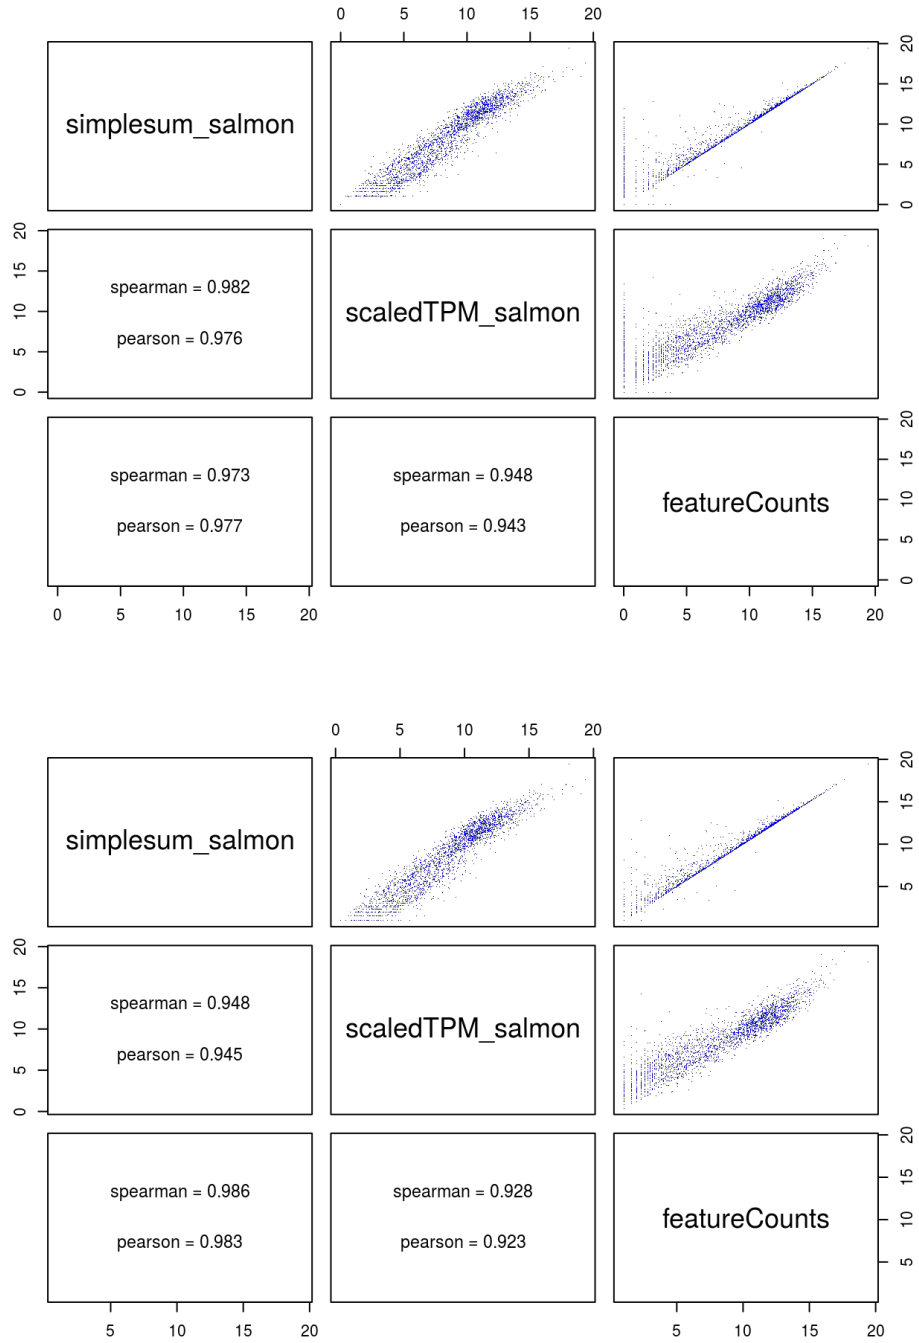 0 5 10 15 20
simplesum_salmon
0 5 10 15 20
0 5 10 15 20
spearman = 0.982
pearson = 0.976
scaledTPM_salmon
spearman = 0.973
pearson = 0.977
spearman = 0.948
pearson = 0.943
featureCounts
0 5 10 15 20
0 5 10 15 20
0 5 10 15 20
0 5 10 15 20
simplesum_salmon
5 10 15 20
0 5 10 15 20
spearman = 0.948
pearson = 0.945
scaledTPM_salmon
spearman = 0.986
pearson = 0.983
spearman = 0.928
pearson = 0.923
featureCounts
5 10 15 20
5 10 15 20
5 10 15 20